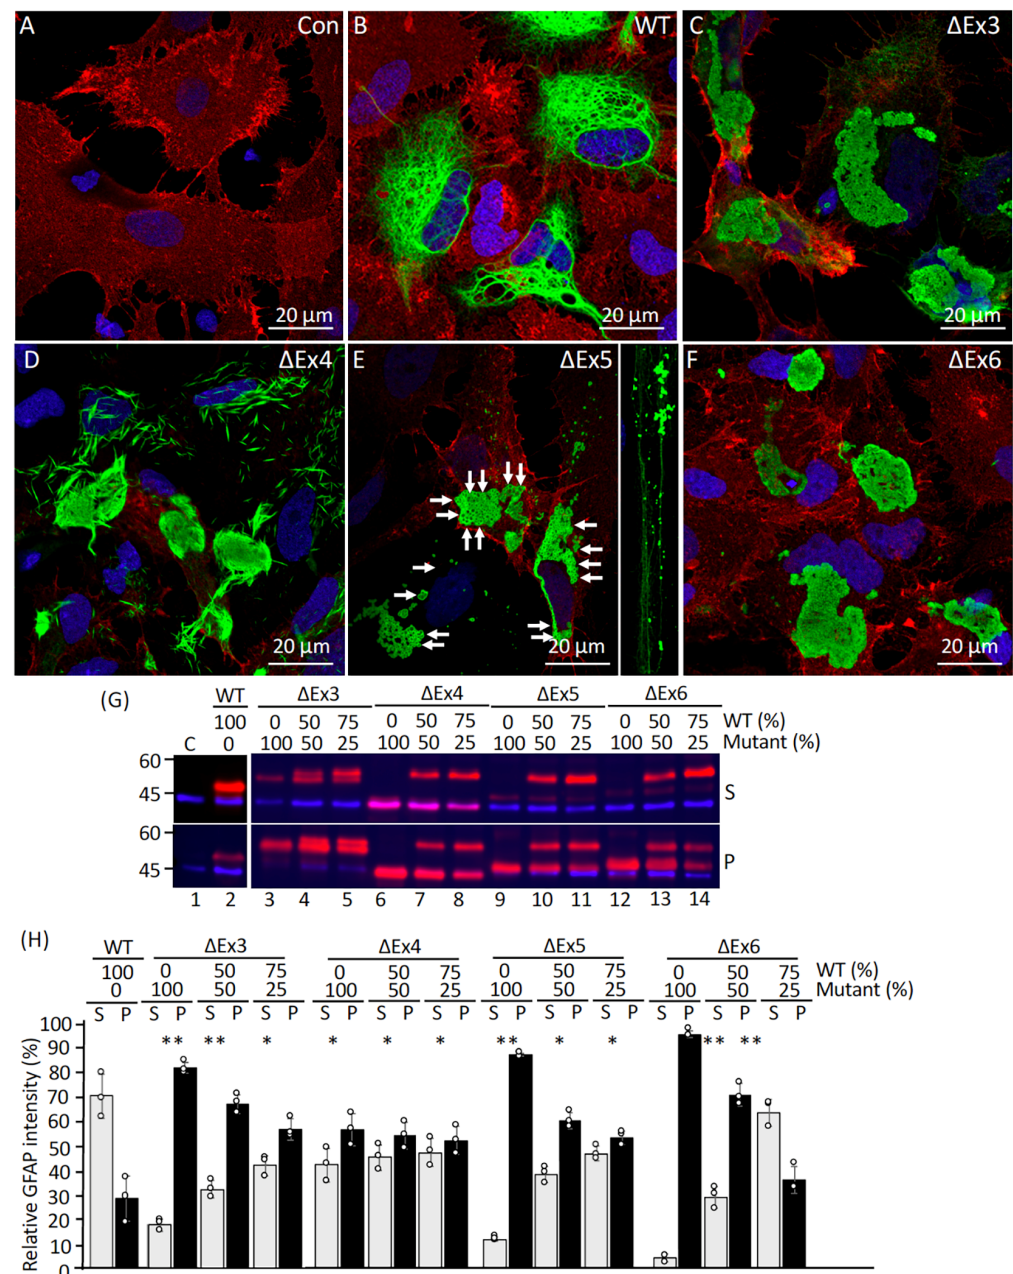 A Con B WT C ΔEx3
20 μm 20 μm 20 μm
D ΔEx4 E ΔEx5 F ΔEx6
20 μm 20 μm 20 μm
(G) WT ΔEx3 ΔEx4 ΔEx5 ΔEx6
100 0 50 75 0 50 75 0 50 75 0 50 75 WT (%)
C 0 100 50 25 100 50 25 100 50 25 100 50 25 Mutant (%)
60
45 S
60
45 P
1 2 3 4 5 6 7 8 9 10 11 12 13 14
(H) WT ΔEx3 ΔEx4 ΔEx5 ΔEx6
100 0 50 75 0 50 75 0 50 75 0 50 75 WT (%)
0 100 50 25 100 50 25 100 50 25 100 50 25 Mutant (%)
S P S P S P S P S P S P S P S P S P S P S P S P S P
** ** * * * * ** * * ** **
Relative GFAP intensity (%)
100
90
80
70
60
50
40
30
20
10
0